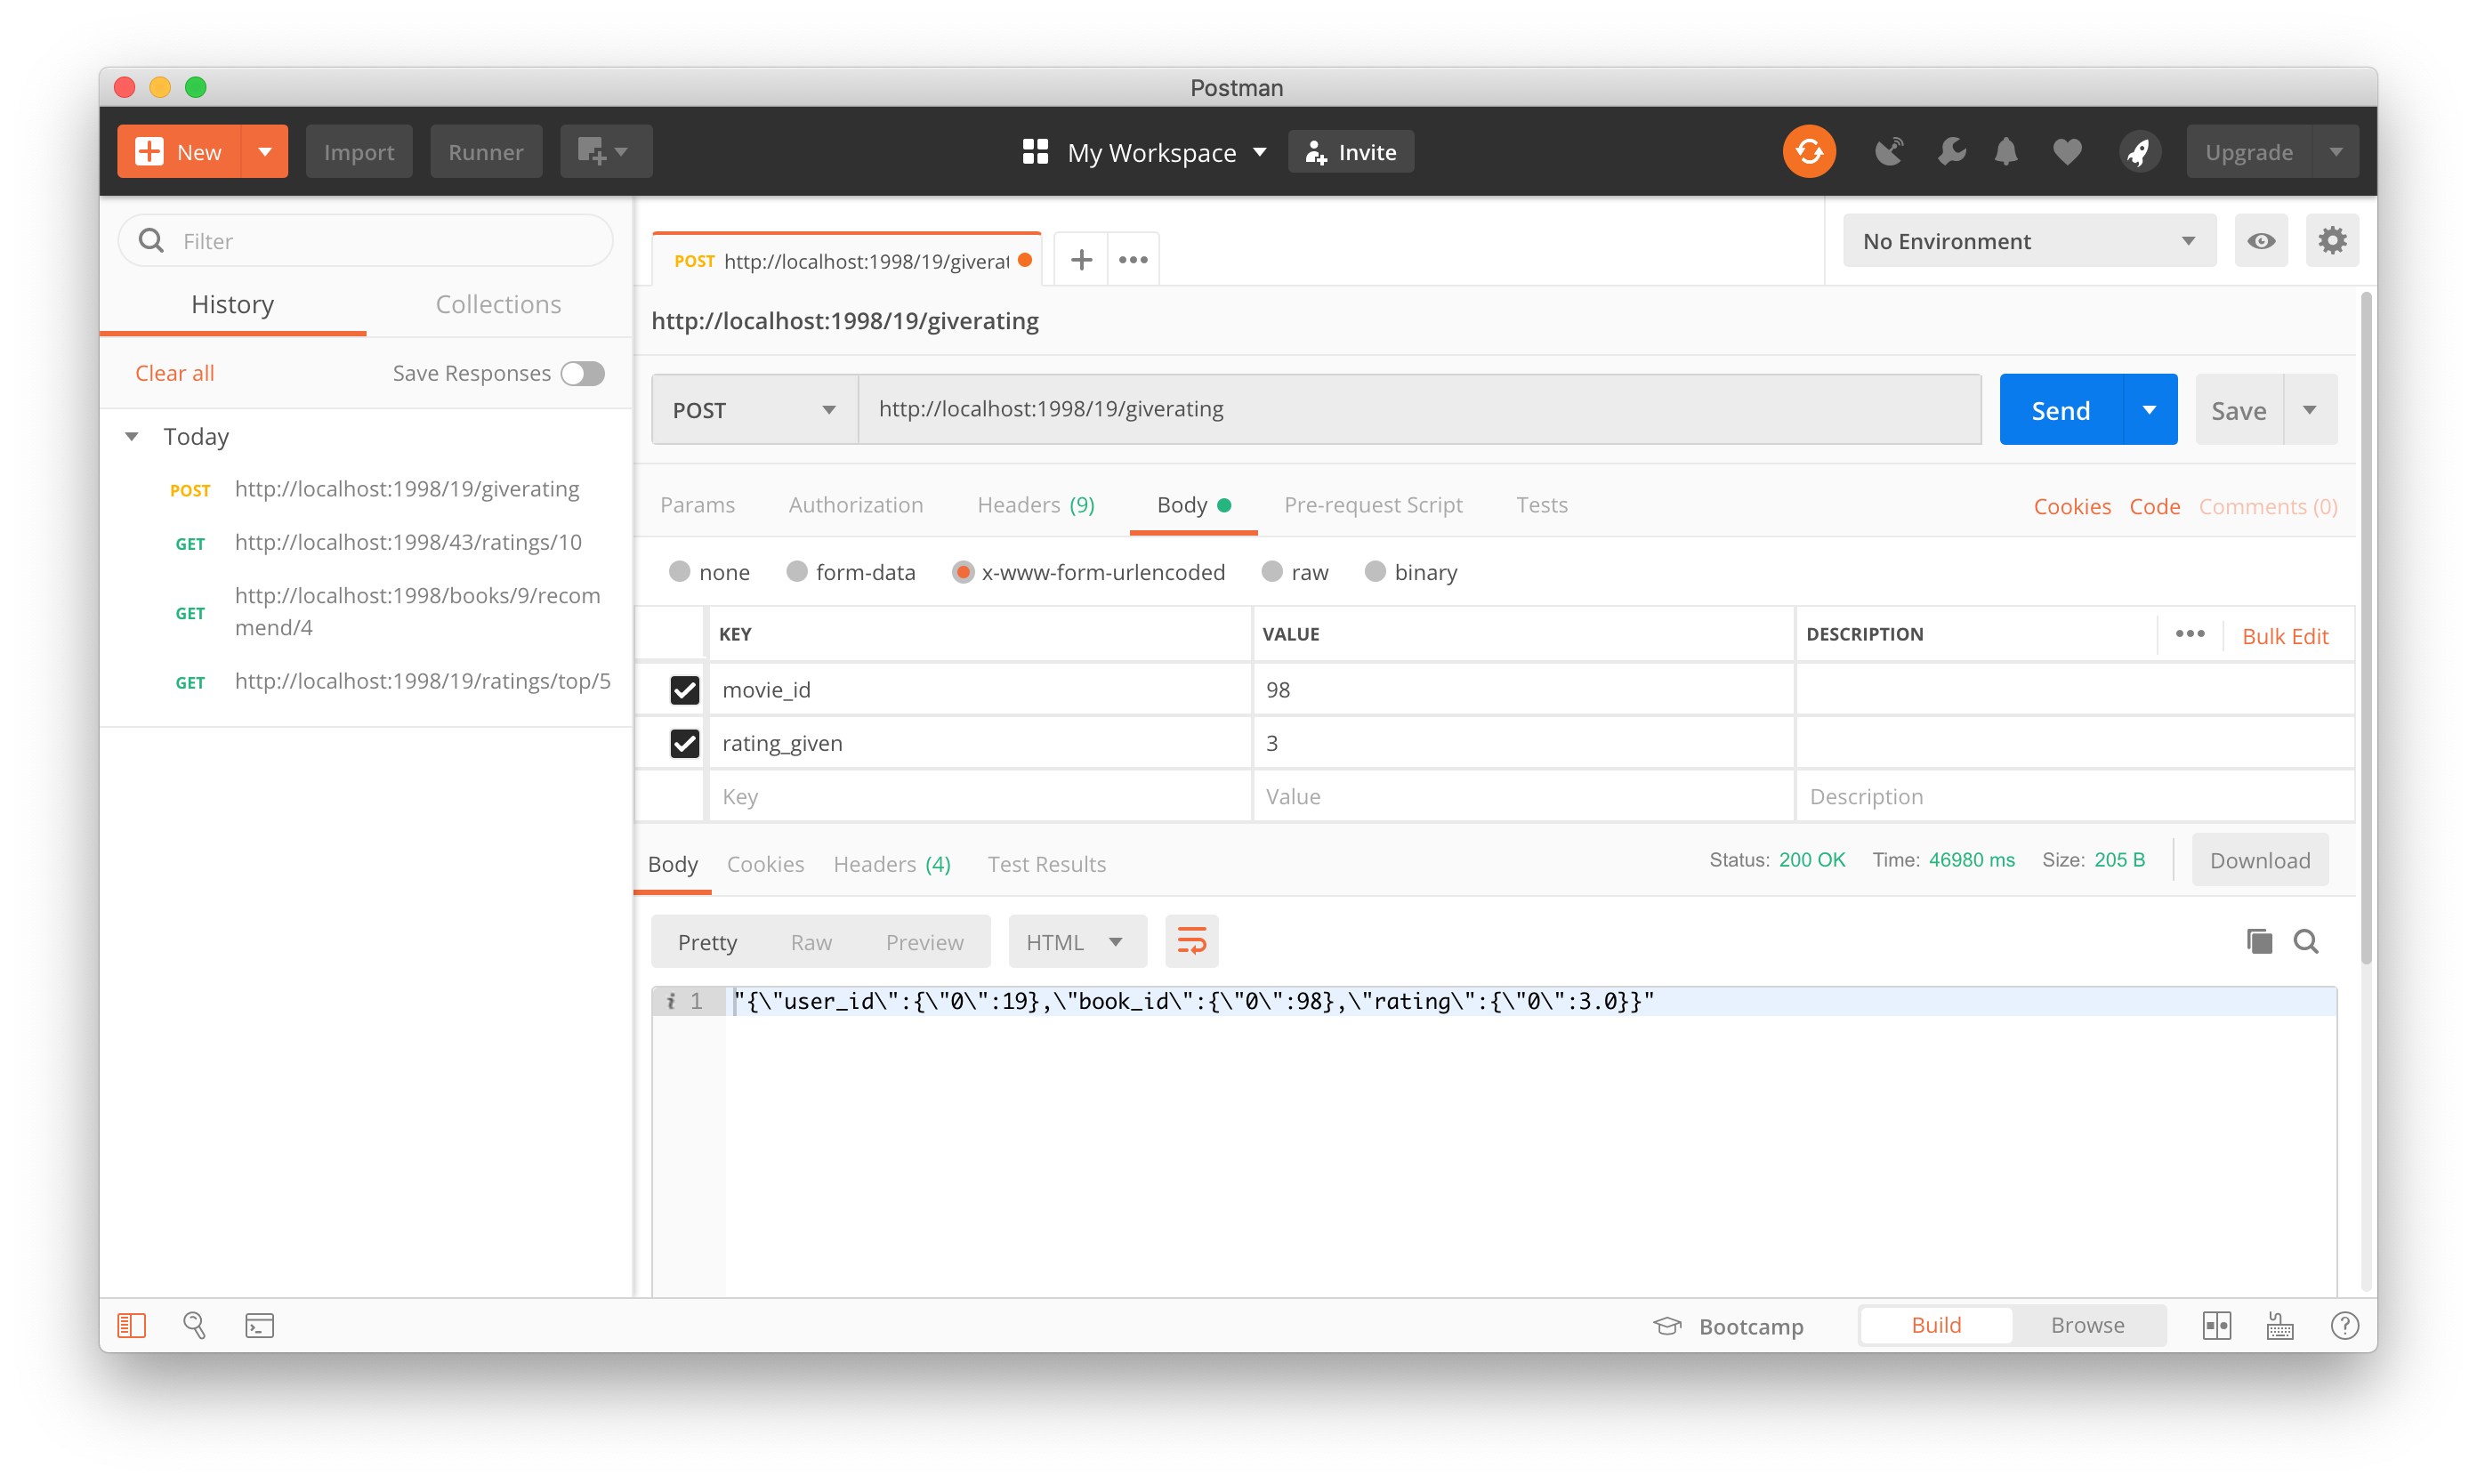 Postman
New
Import
Runner
My Workspace
Invite
Upgrade
Filter
History
Collections
Clear all
Save Responses
Today
POST http://localhost:1998/19/giverating
GET http://localhost:1998/43/ratings/10
GET http://localhost:1998/books/9/recom
mend/4
GET http://localhost:1998/19/ratings/top/5
POST http://localhost:1998/19/giverat
No Environment
http://localhost:1998/19/giverating
POST http://localhost:1998/19/giverating
Send
Save
Params Authorization Headers (9) Body Pre-request Script Tests
Cookies Code Comments (0)
none form-data x-www-form-urlencoded raw binary
KEY VALUE DESCRIPTION
Bulk Edit
movie_id 98
rating_given 3
Key Value Description
Body Cookies Headers (4) Test Results
Status: 200 OK Time: 46980 ms Size: 205 B
Download
Pretty Raw Preview HTML
i 1 "{\"user_id\":{\"0\":19},\"book_id\":{\"0\":98},\"rating\":{\"0\":3.0}}"
Bootcamp
Build
Browse